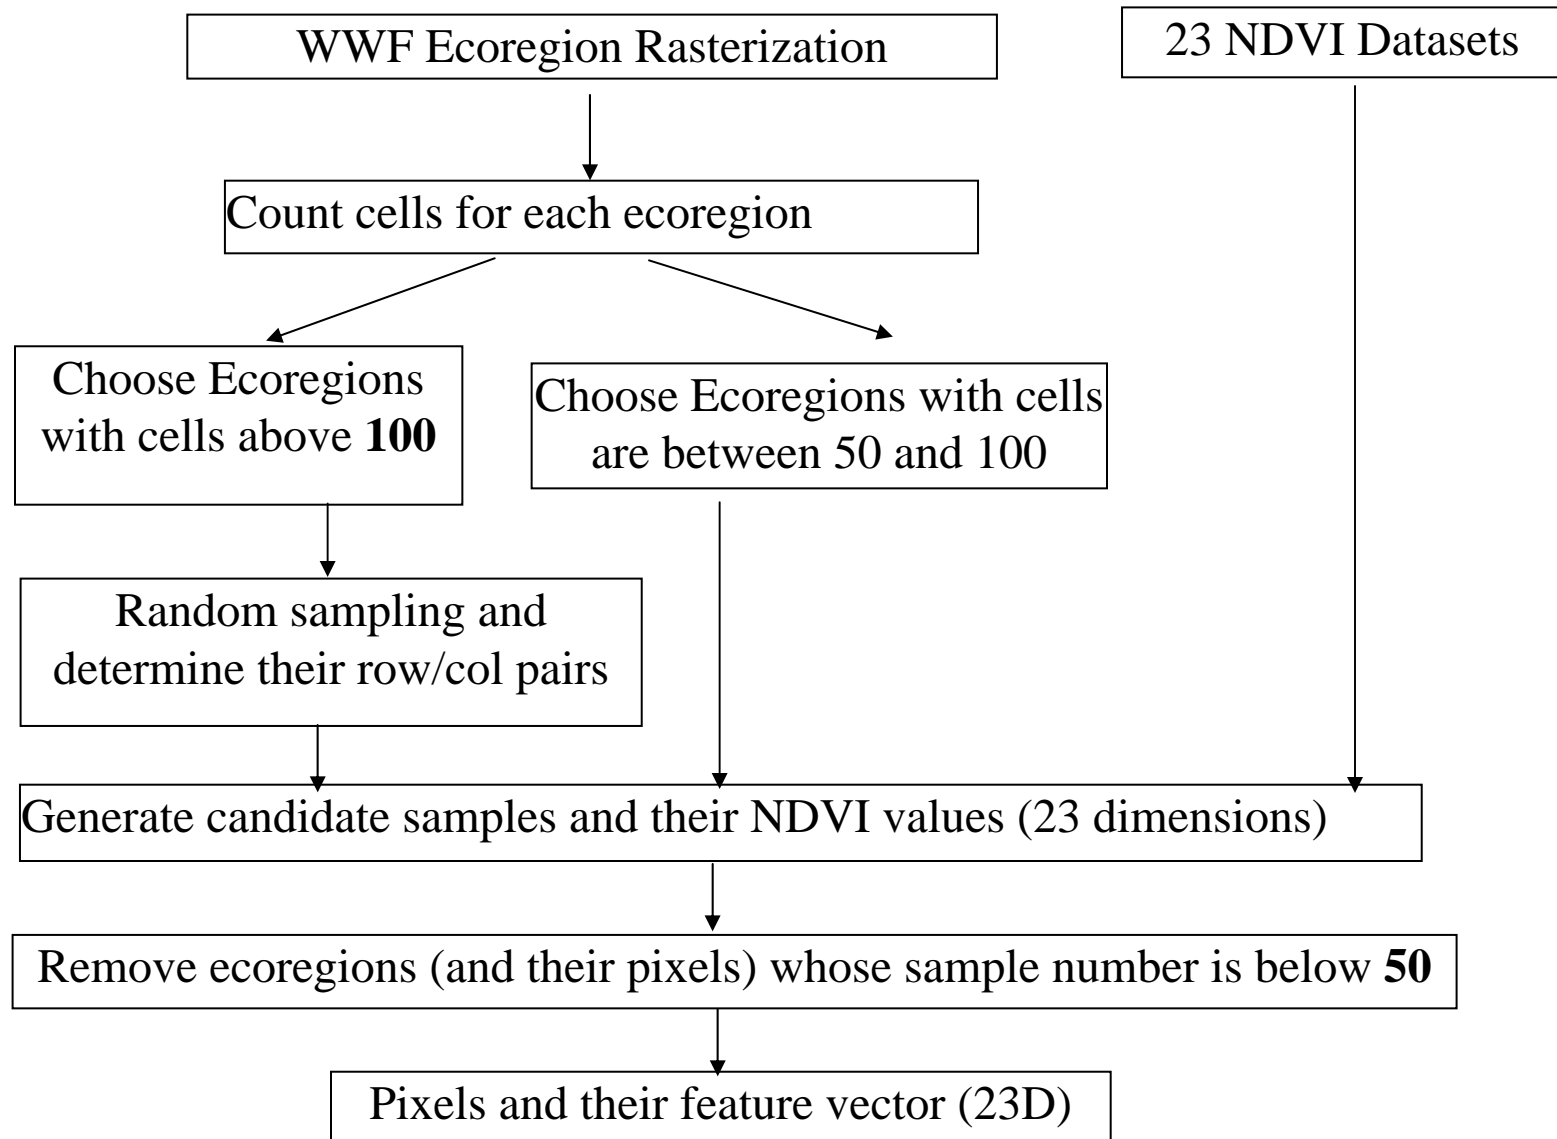 WWF Ecoregion Rasterization
23 NDVI Datasets
Count cells for each ecoregion
Choose Ecoregions
with cells above 100
Choose Ecoregions with cells
are between 50 and 100
Random sampling and
determine their row/col pairs
Generate candidate samples and their NDVI values (23 dimensions)
Remove ecoregions (and their pixels) whose sample number is below 50
Pixels and their feature vector (23D)